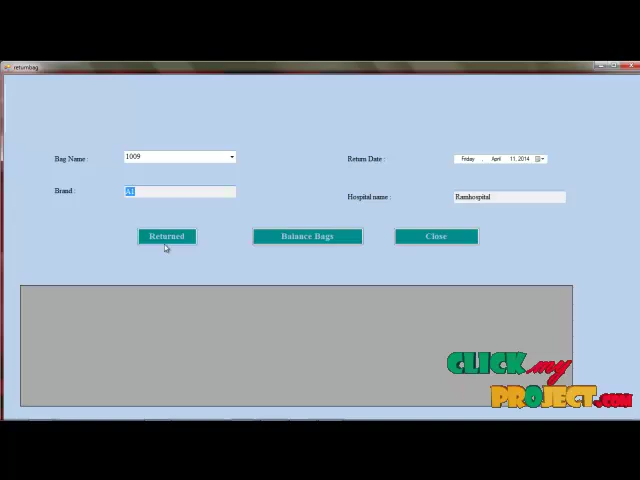 returnbag
Bag Name :
1009
Return Date :
Friday , April 11, 2014
Brand :
A1
Hospital name :
Ramhospital
Returned
Balance Bags
Close
CLICK my
PROJECT.COM